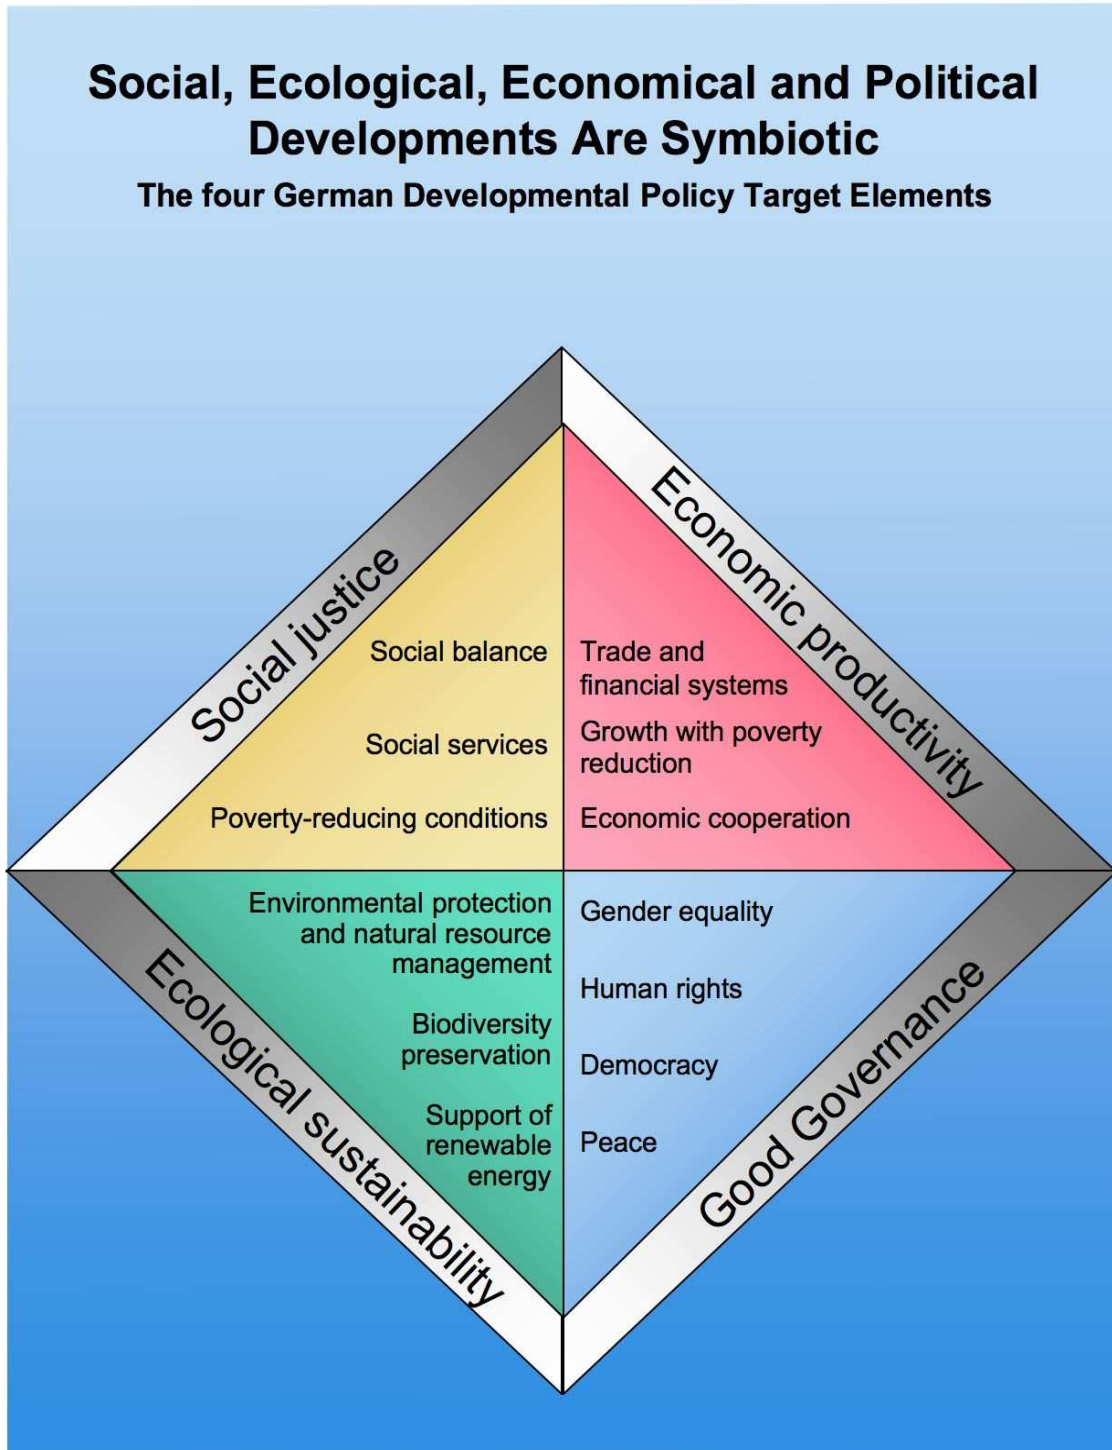 Social, Ecological, Economical and Political
Developments Are Symbiotic
The four German Developmental Policy Target Elements
Social justice
Economic productivity
Social balance
Social services
Poverty-reducing conditions
Trade and
financial systems
Growth with poverty
reduction
Economic cooperation
Ecological sustainability
Good Governance
Environmental protection
and natural resource
management
Biodiversity
preservation
Support of
renewable
energy
Gender equality
Human rights
Democracy
Peace